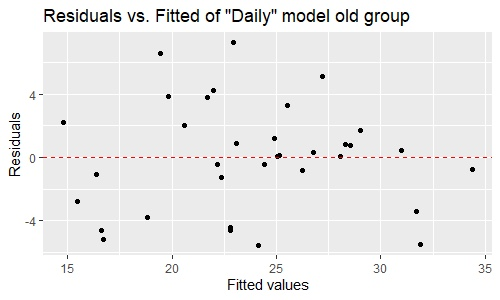 Residuals vs. Fitted of "Daily" model old group
Residuals
4
0
-4
15 20 25 30 35
Fitted values